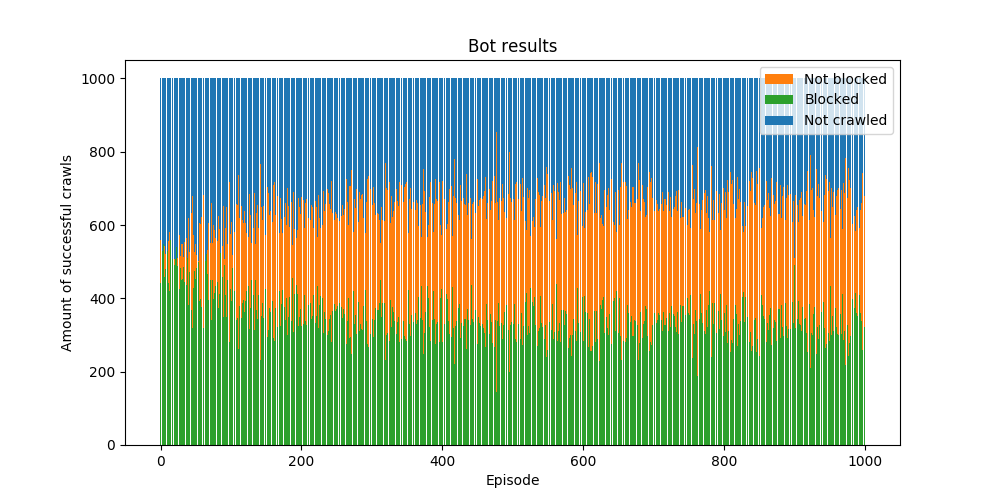 Bot results
1000
800
600
400
200
0
Amount of successful crawls
Not blocked
Blocked
Not crawled
0 200 400 600 800 1000
Episode